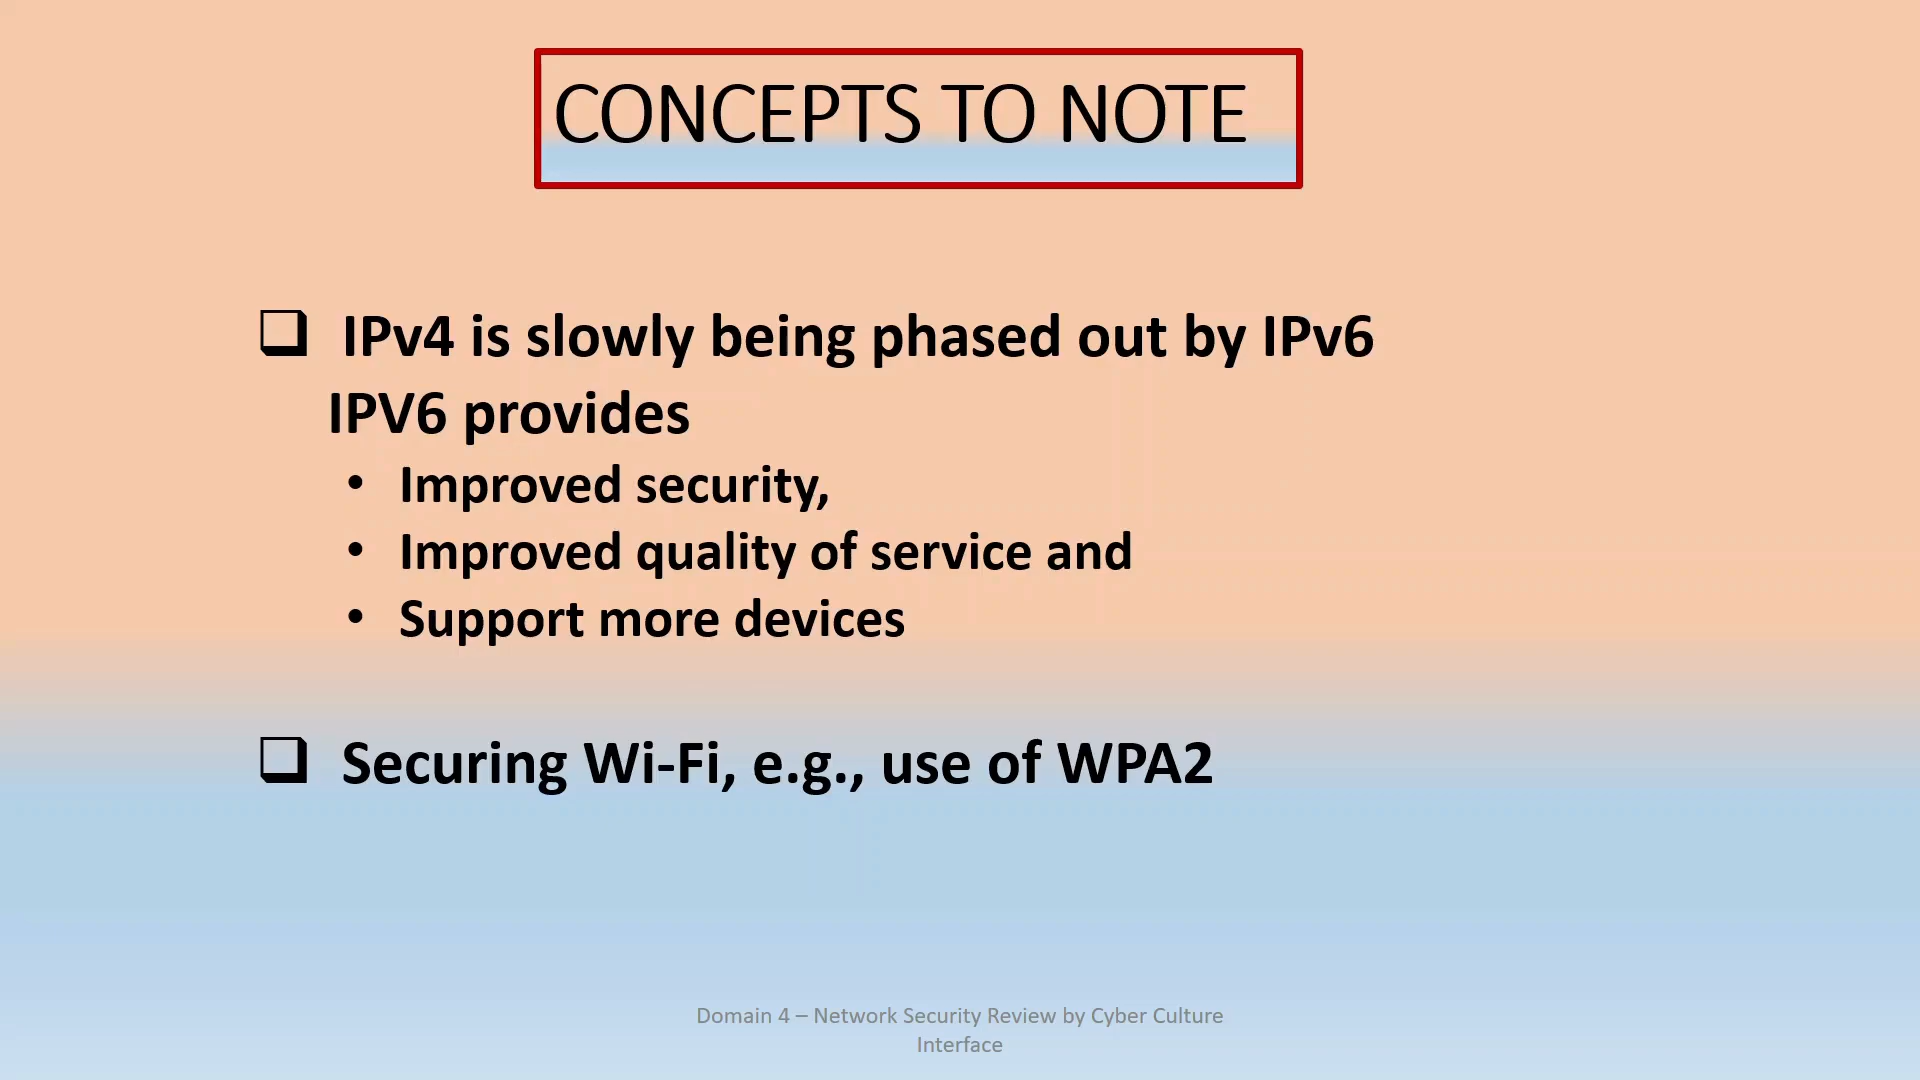 CONCEPTS TO NOTE
❑ IPv4 is slowly being phased out by IPv6
IPV6 provides
• Improved security,
• Improved quality of service and
• Support more devices
❑ Securing Wi-Fi, e.g., use of WPA2
Domain 4 – Network Security Review by Cyber Culture
Interface